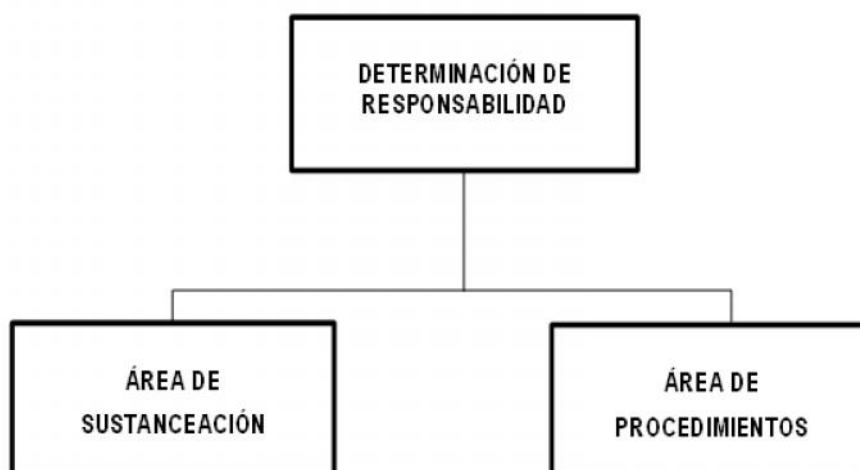 DETERMINACIÓN DE
RESPONSABILIDAD
ÁREA DE
SUSTANCEACIÓN
ÁREA DE
PROCEDIMIENTOS